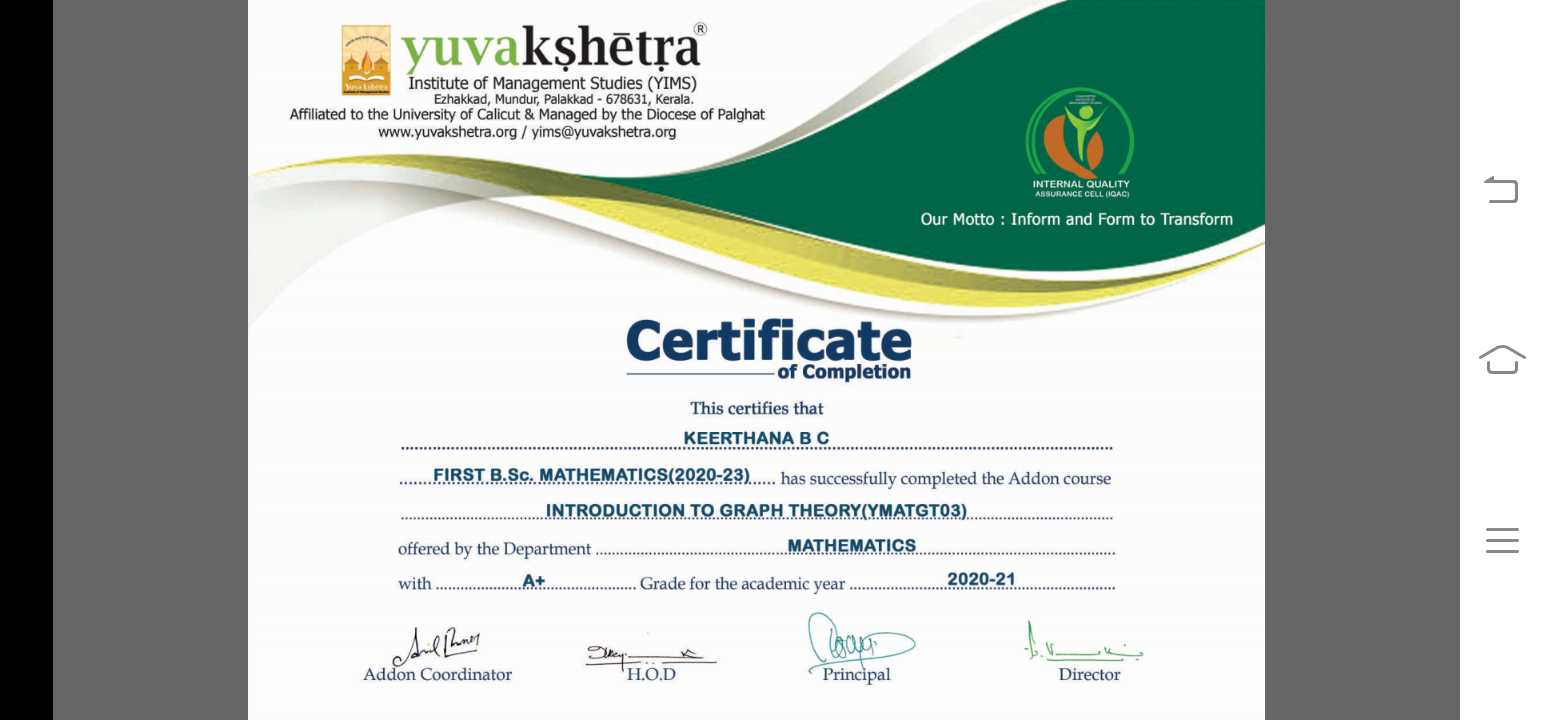 yuvakṣhētṛa®
Institute of Management Studies (YIMS)
Ezhakkad, Mundur, Palakkad - 678631, Kerala.
Affiliated to the University of Calicut & Managed by the Diocese of Palghat
www.yuvakshetra.org / yims@yuvakshetra.org
Yuvakshetra
INTERNAL QUALITY
ASSURANCE CELL (IQAC)
Our Motto : Inform and Form to Transform
Certificate
of Completion
This certifies that
KEERTHANA B C
FIRST B.Sc. MATHEMATICS(2020-23) has successfully completed the Addon course
INTRODUCTION TO GRAPH THEORY(YMATGT03)
offered by the Department MATHEMATICS
with A+ Grade for the academic year 2020-21
Addon Coordinator H.O.D Principal Director